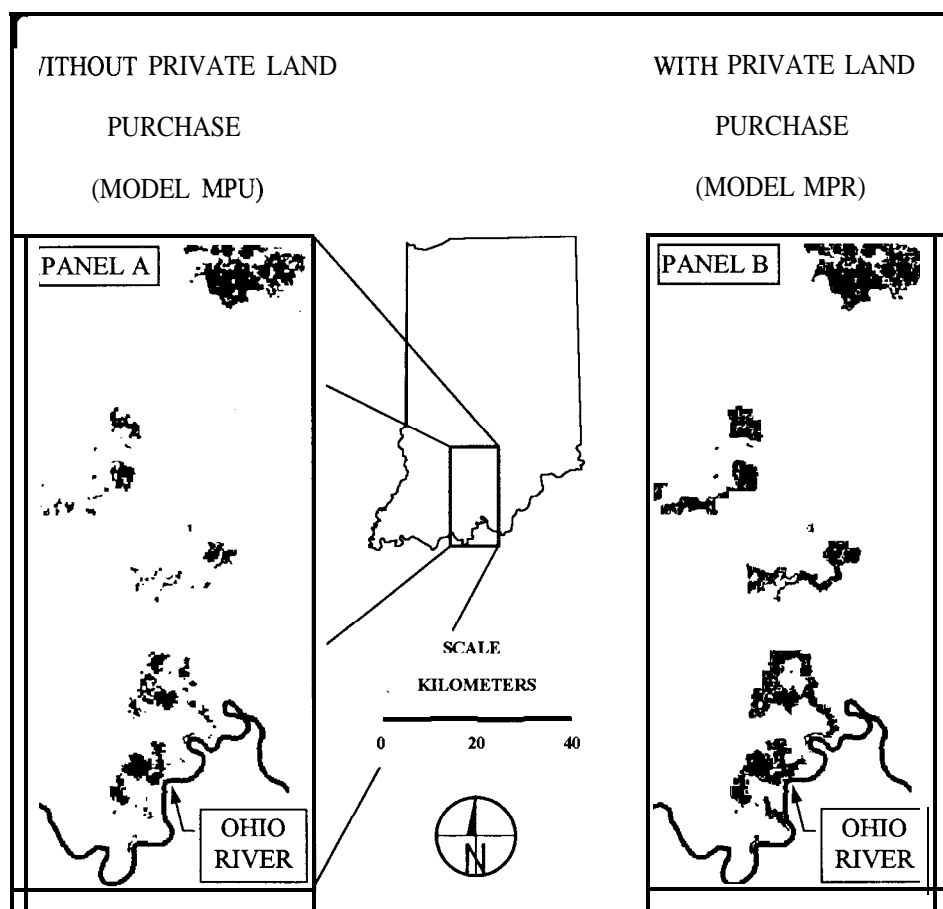 /ITHOUT PRIVATE LAND
PURCHASE
(MODEL MPU)
WITH PRIVATE LAND
PURCHASE
(MODEL MPR)
PANEL A
PANEL B
SCALE
KILOMETERS
0 20 40
N
OHIO
RIVER
OHIO
RIVER